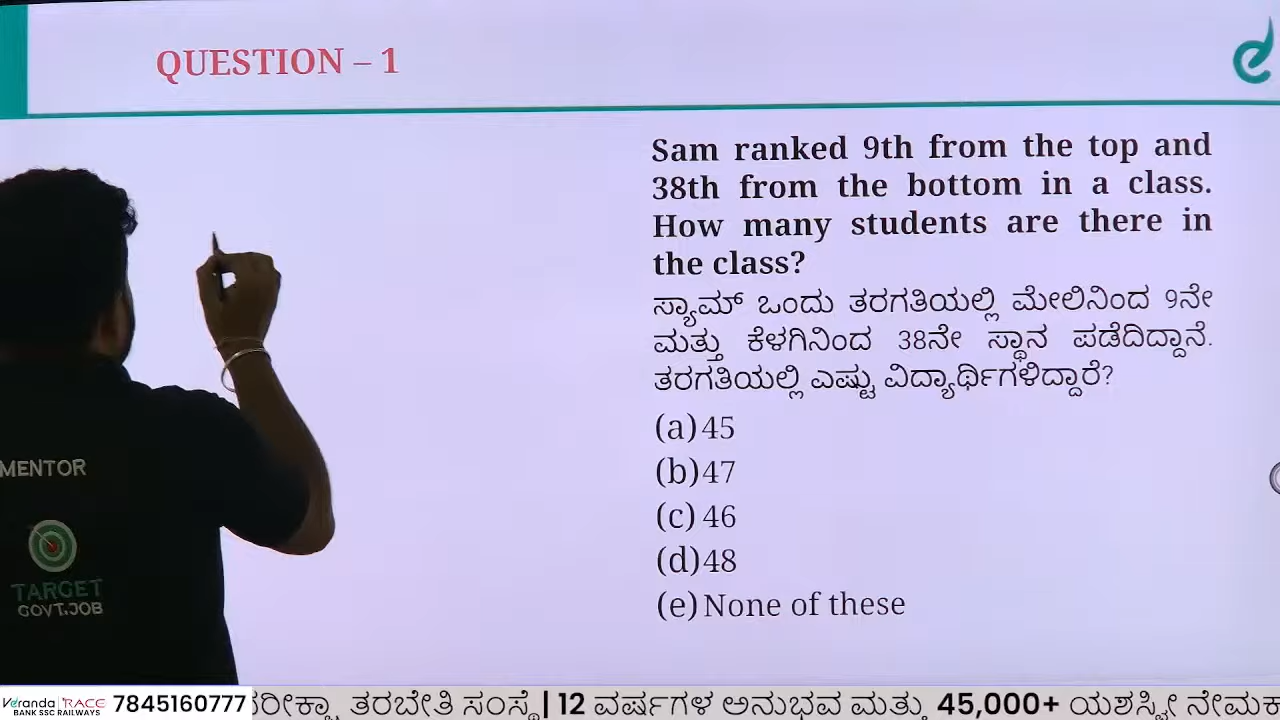 QUESTION – 1
Sam ranked 9th from the top and
38th from the bottom in a class.
How many students are there in
the class?
ಸ್ಯಾಮ್ ಒಂದು ತರಗತಿಯಲ್ಲಿ ಮೇಲಿನಿಂದ 9ನೇ
ಮತ್ತು ಕೆಳಗಿನಿಂದ 38ನೇ ಸ್ಥಾನ ಪಡೆದಿದ್ದಾನೆ.
ತರಗತಿಯಲ್ಲಿ ಎಷ್ಟು ವಿದ್ಯಾರ್ಥಿಗಳಿದ್ದಾರೆ?
(a) 45
(b) 47
(c) 46
(d) 48
(e) None of these
MENTOR
TARGET
GOVT.JOB
Veranda RACE
BANK SSC RAILWAYS
7845160777
ತರಬೇತಿ ಸಂಸ್ಥೆ | 12 ವರ್ಷಗಳ ಅನುಭವ ಮತ್ತು 45,000+ ಯಶಸ್ವೀ